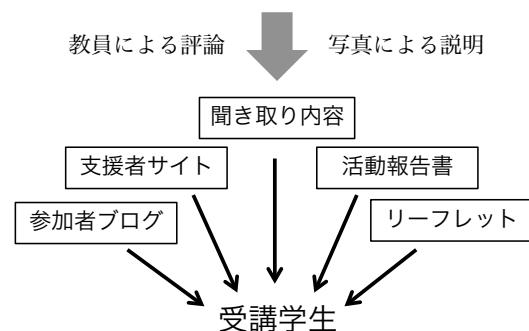 教員による評論
写真による説明
聞き取り内容
支援者サイト
活動報告書
参加者ブログ
リーフレット
受講学生